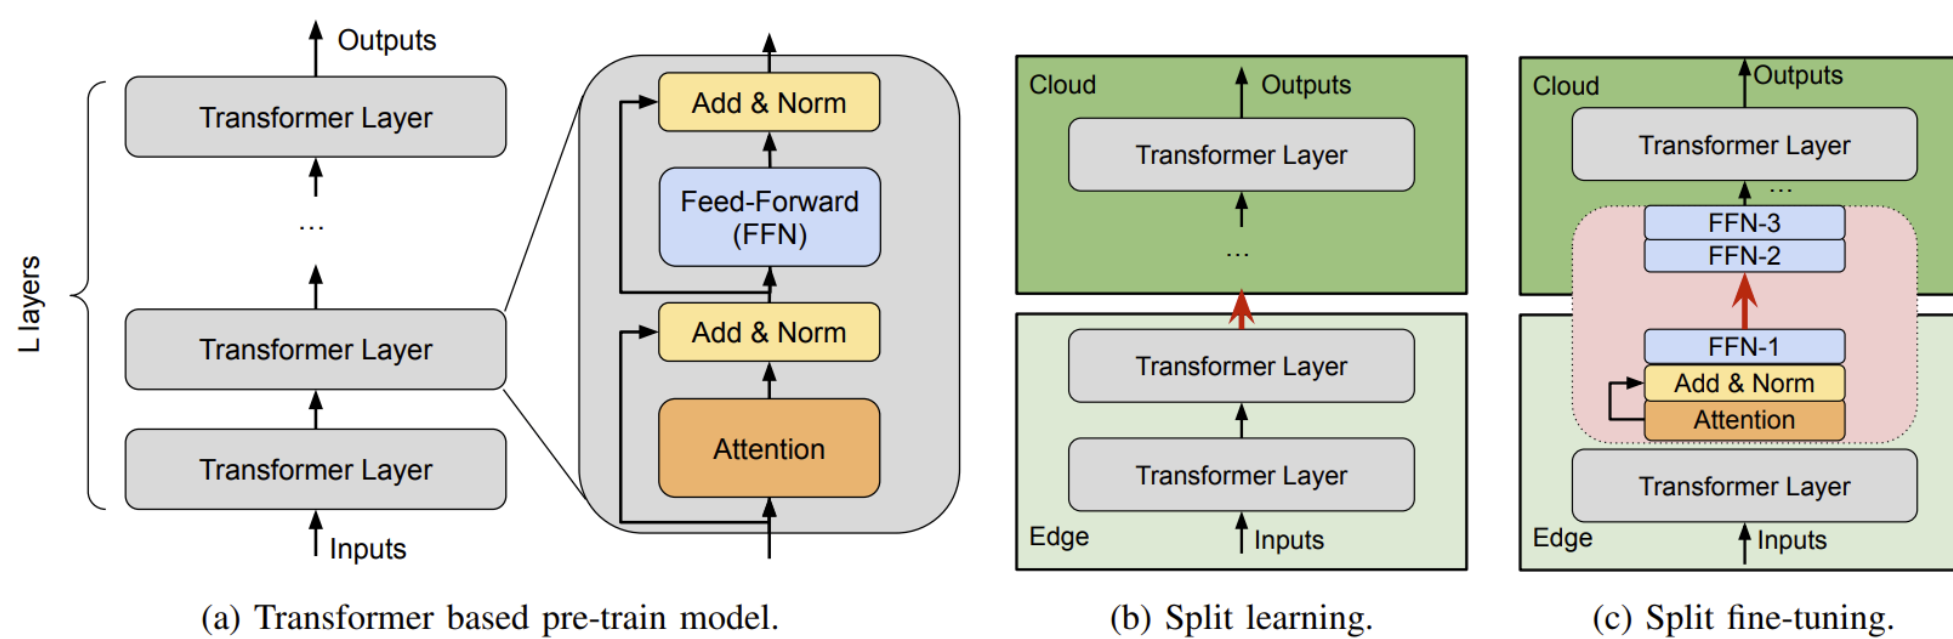 Outputs
Transformer Layer
...
L layers
Transformer Layer
Transformer Layer
Inputs
Add & Norm
Feed-Forward
(FFN)
Add & Norm
Attention
(a) Transformer based pre-train model.
Cloud
Outputs
Transformer Layer
...
Transformer Layer
Transformer Layer
Edge
Inputs
(b) Split learning.
Cloud
Outputs
Transformer Layer
...
FFN-3
FFN-2
FFN-1
Add & Norm
Attention
Transformer Layer
Edge
Inputs
(c) Split fine-tuning.